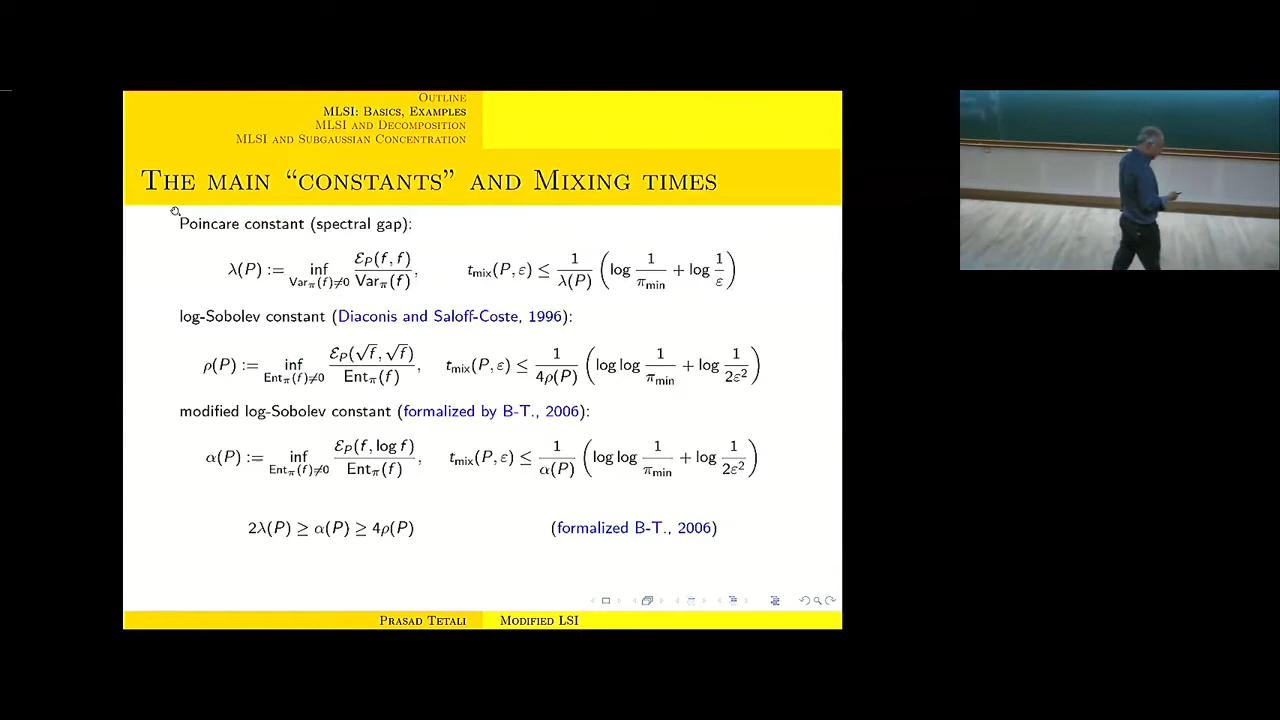 OUTLINE
MLSI: BASICS, EXAMPLES
MLSI AND DECOMPOSITION
MLSI AND SUBGAUSSIAN CONCENTRATION
THE MAIN “CONSTANTS” AND MIXING TIMES
Poincare constant (spectral gap):
λ(P) := inf_{Var_π(f)≠0} ℰ_P(f, f) / Var_π(f), t_mix(P, ε) ≤ 1/λ(P) (log 1/π_min + log 1/ε)
log-Sobolev constant (Diaconis and Saloff-Coste, 1996):
ρ(P) := inf_{Ent_π(f)≠0} ℰ_P(√f, √f) / Ent_π(f), t_mix(P, ε) ≤ 1/4ρ(P) (log log 1/π_min + log 1/2ε²)
modified log-Sobolev constant (formalized by B-T., 2006):
α(P) := inf_{Ent_π(f)≠0} ℰ_P(f, log f) / Ent_π(f), t_mix(P, ε) ≤ 1/α(P) (log log 1/π_min + log 1/2ε²)
2λ(P) ≥ α(P) ≥ 4ρ(P) (formalized B-T., 2006)
PRASAD TETALI MODIFIED LSI